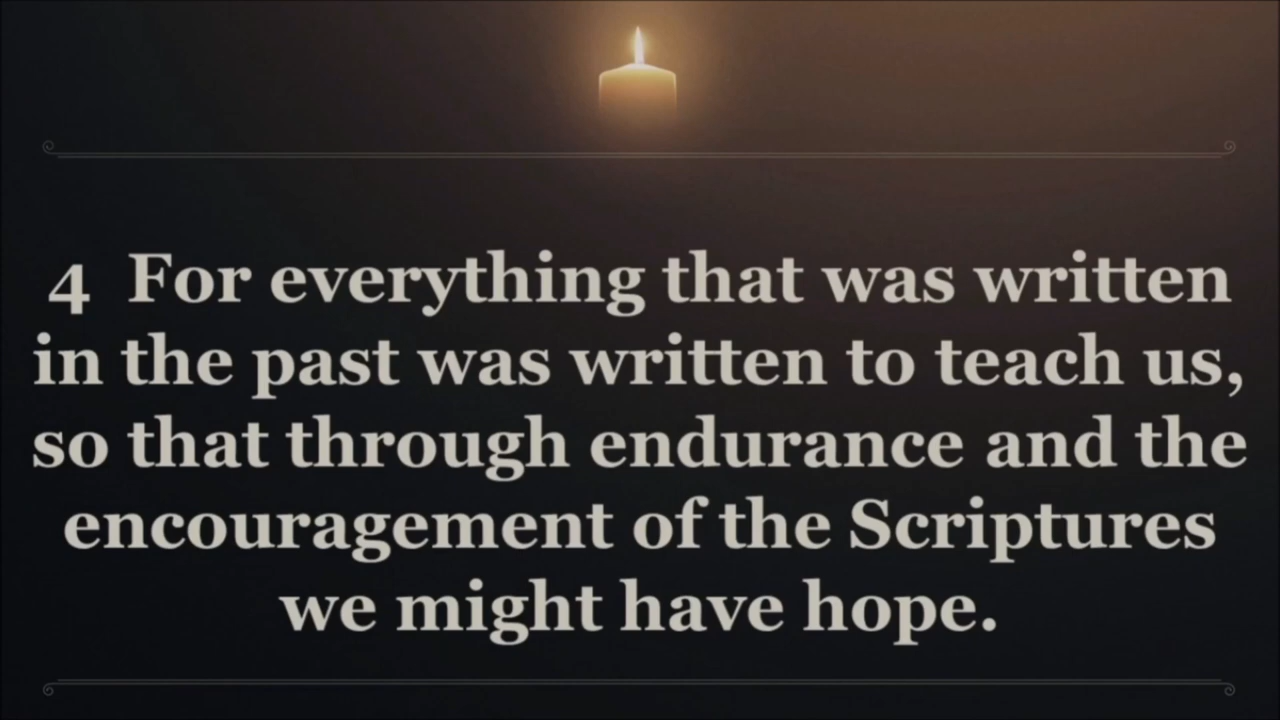 4 For everything that was written
in the past was written to teach us,
so that through endurance and the
encouragement of the Scriptures
we might have hope.